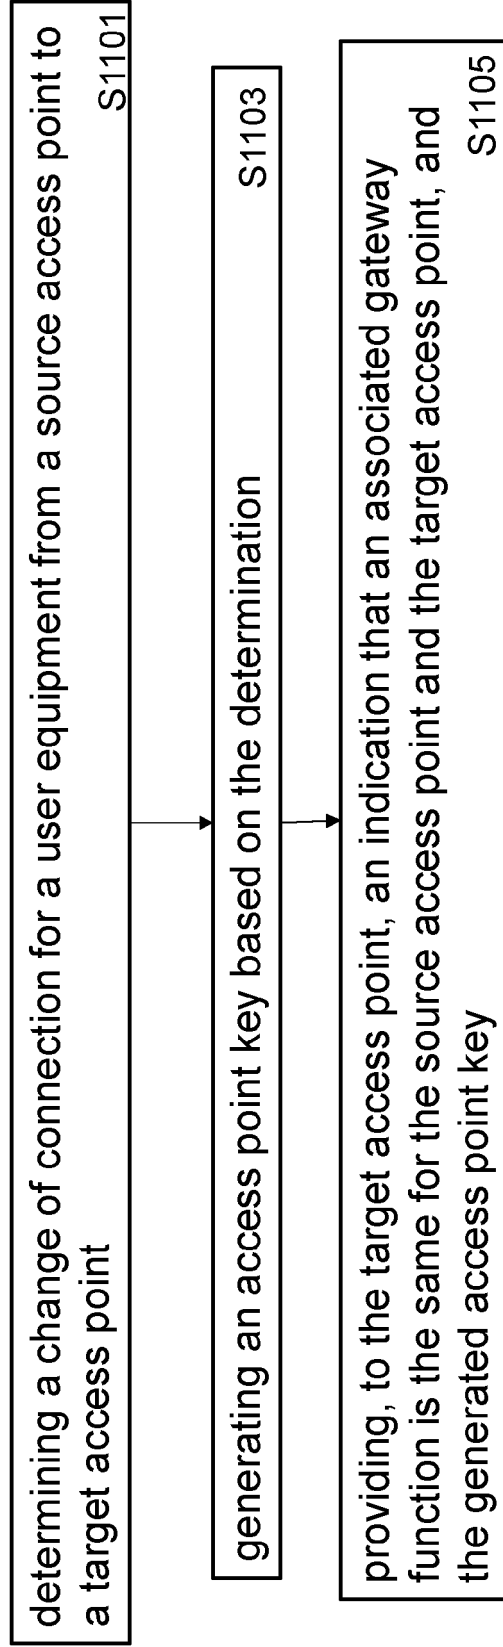 determining a change of connection for a user equipment from a source access point to
a target access point
S1101
generating an access point key based on the determination
S1103
providing, to the target access point, an indication that an associated gateway
function is the same for the source access point and the target access point, and
the generated access point key
S1105